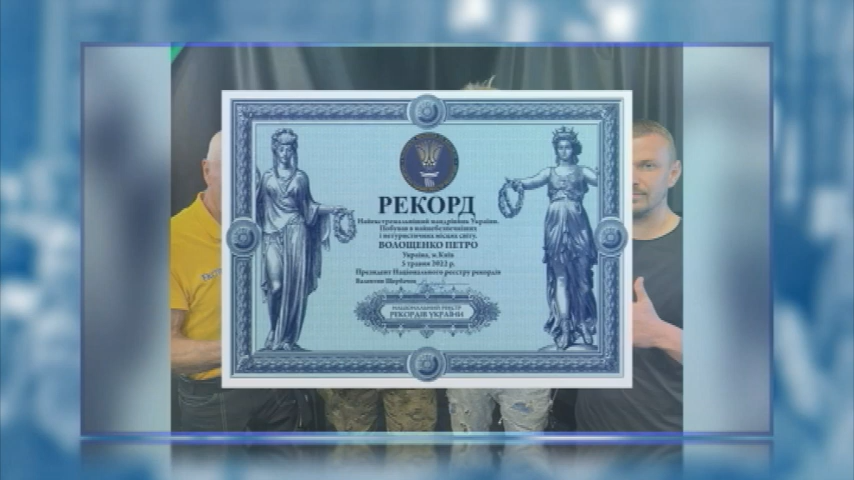 РЕКОРД
Найекстремальніший мандрівник України.
Побував в найнебезпечніших
і нетуристичних місцях світу.
ВОЛОЩЕНКО ПЕТРО
Україна, м.Київ
5 травня 2022 р.
Президент Національного реєстру рекордів
Валентин Щербачов
НАЦІОНАЛЬНИЙ РЕЄСТР
РЕКОРДІВ УКРАЇНИ